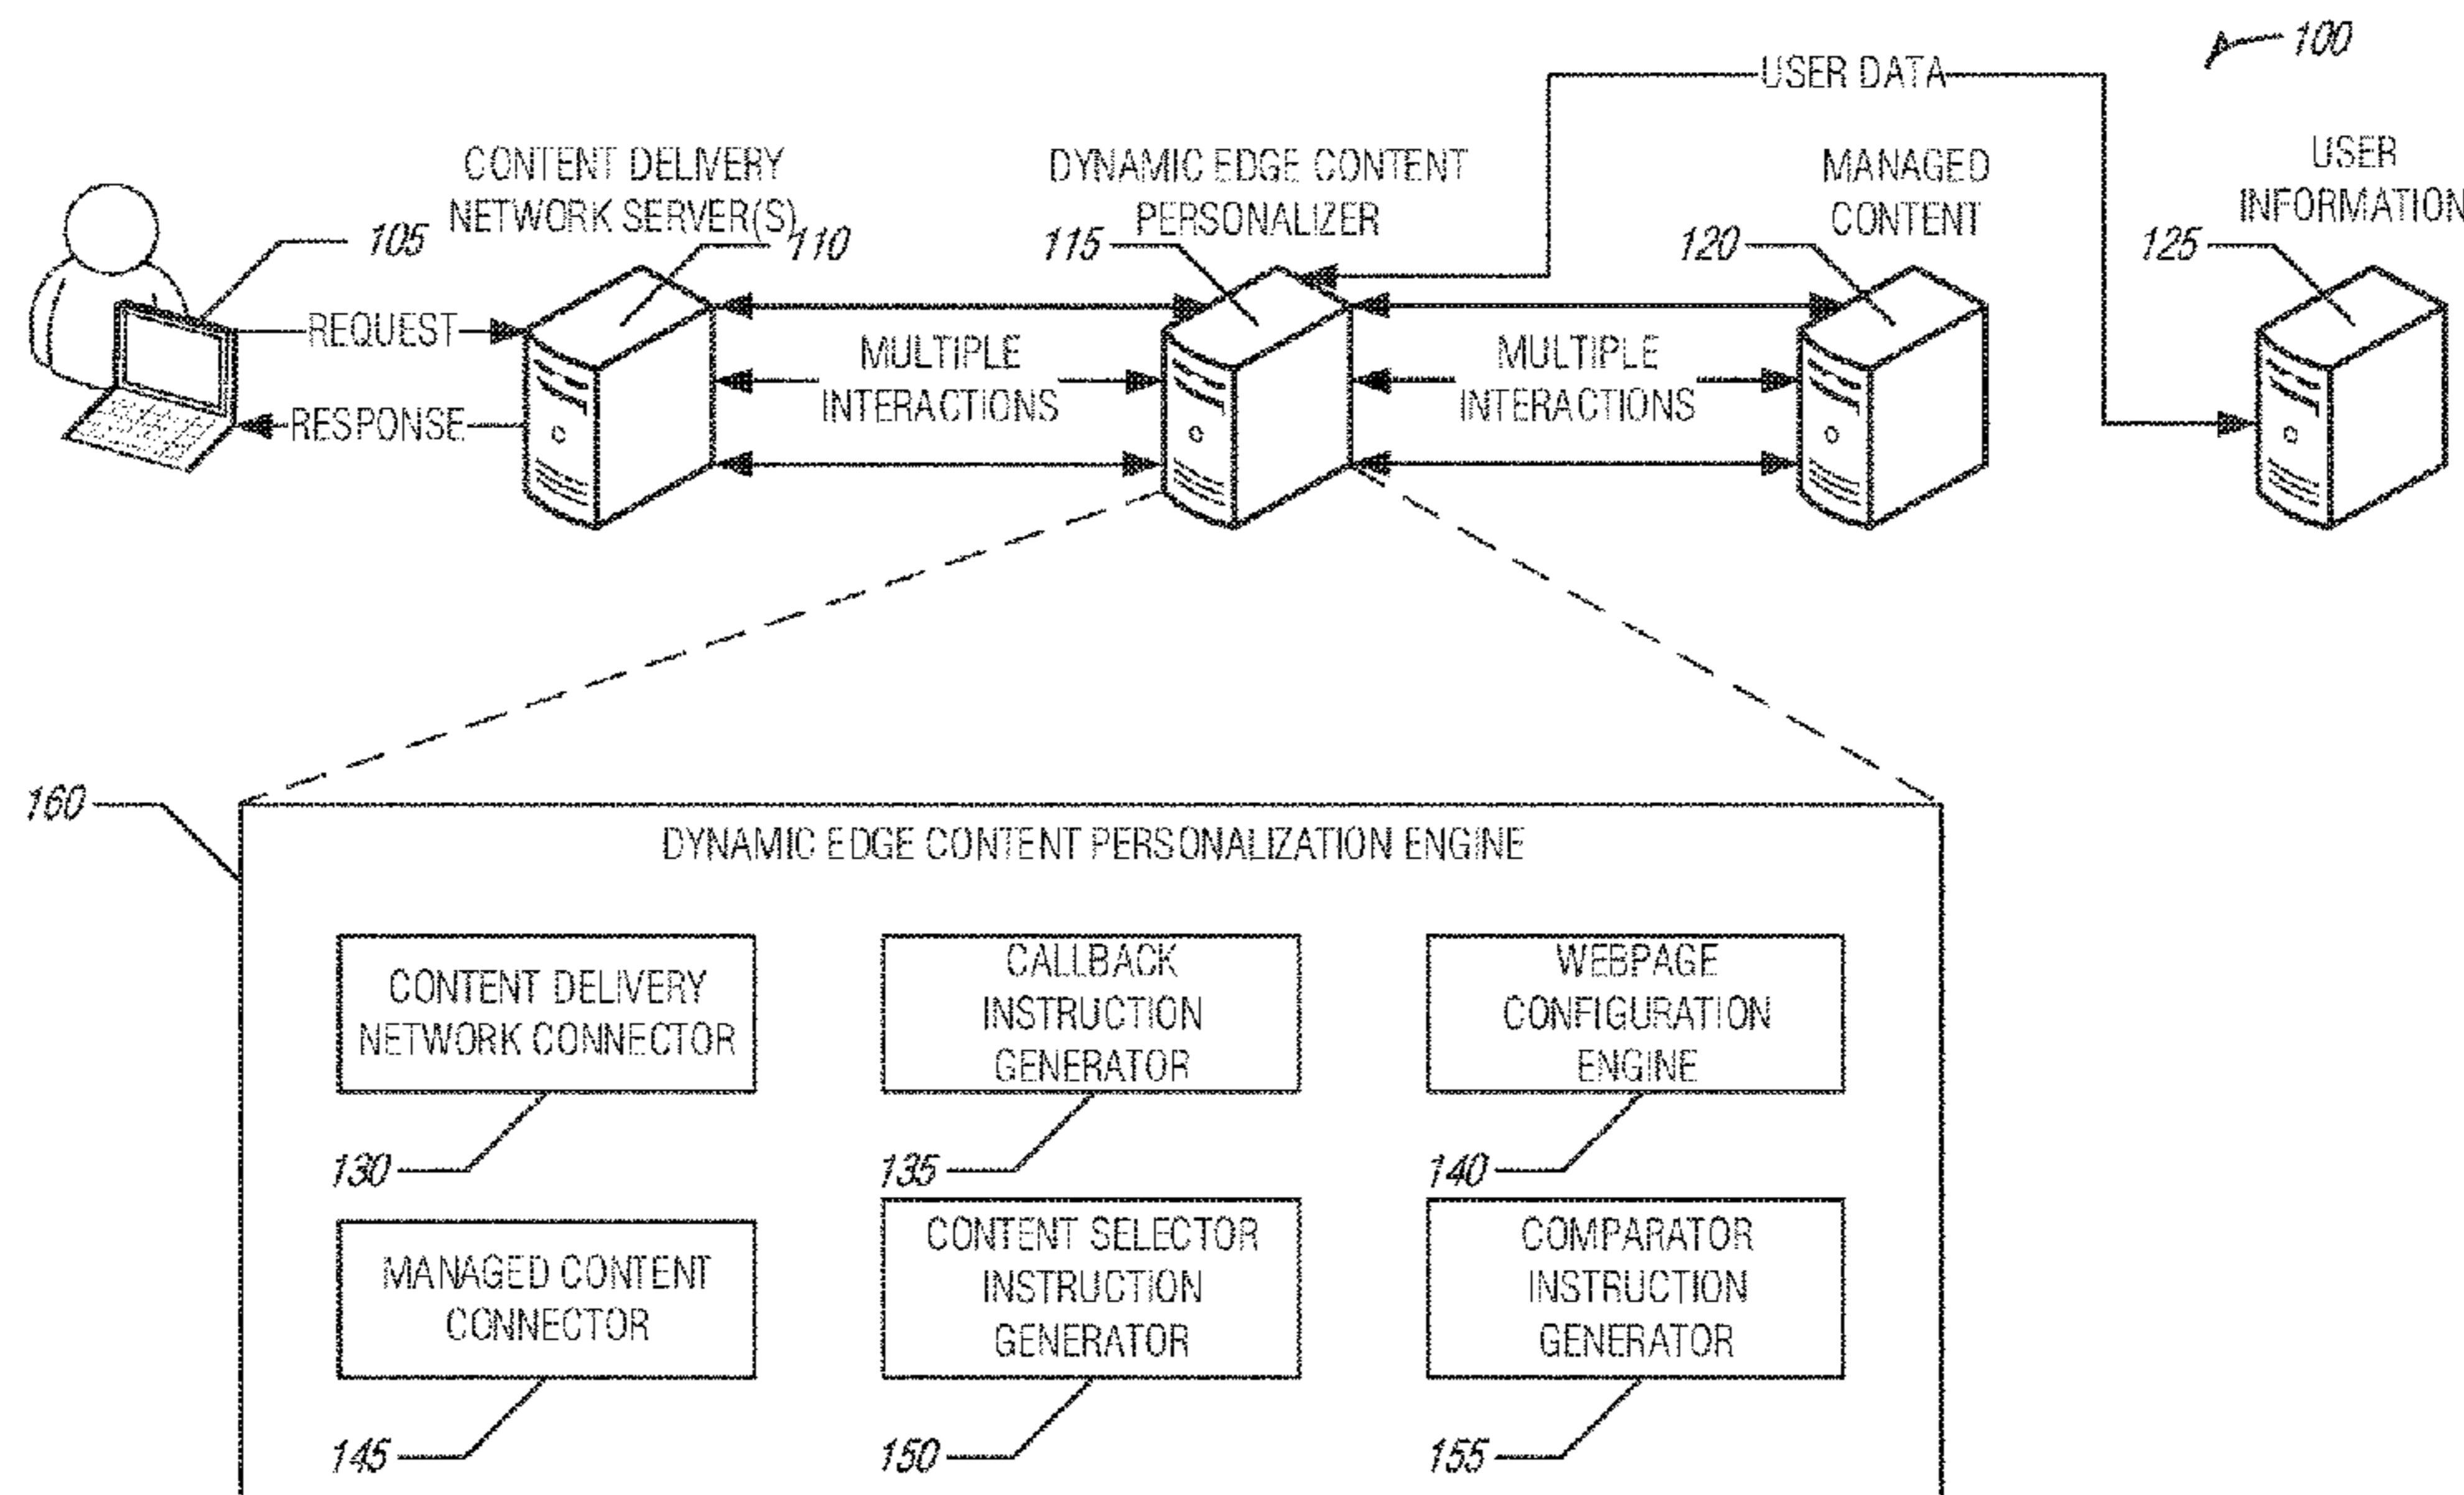 100
USER DATA
CONTENT DELIVERY
NETWORK SERVER(S)
DYNAMIC EDGE CONTENT
PERSONALIZER
MANAGED
CONTENT
USER
INFORMATION
105
110
115
120
125
REQUEST
RESPONSE
MULTIPLE
INTERACTIONS
MULTIPLE
INTERACTIONS
160
DYNAMIC EDGE CONTENT PERSONALIZATION ENGINE
CONTENT DELIVERY
NETWORK CONNECTOR
130
CALLBACK
INSTRUCTION
GENERATOR
135
WEBPAGE
CONFIGURATION
ENGINE
140
MANAGED CONTENT
CONNECTOR
145
CONTENT SELECTOR
INSTRUCTION
GENERATOR
150
COMPARATOR
INSTRUCTION
GENERATOR
155